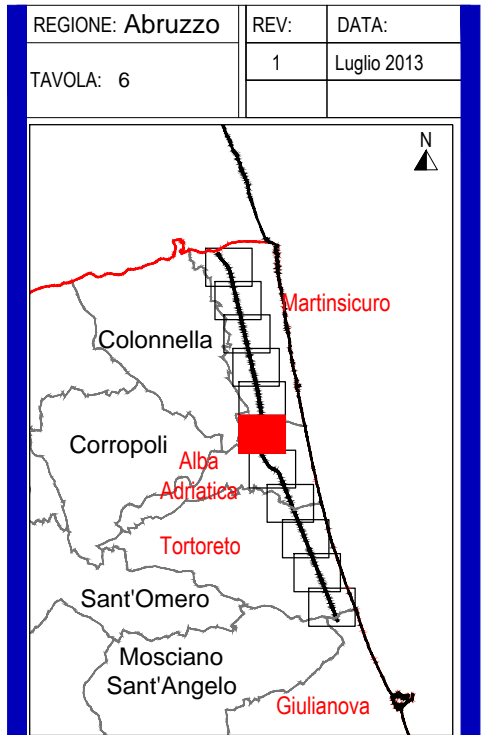 REGIONE: Abruzzo
REV:
DATA:
TAVOLA: 6
1
Luglio 2013
N
Martinsicuro
Colonnella
Corropoli
Alba
Adriatica
Tortoreto
Sant'Omero
Mosciano
Sant'Angelo
Giulianova